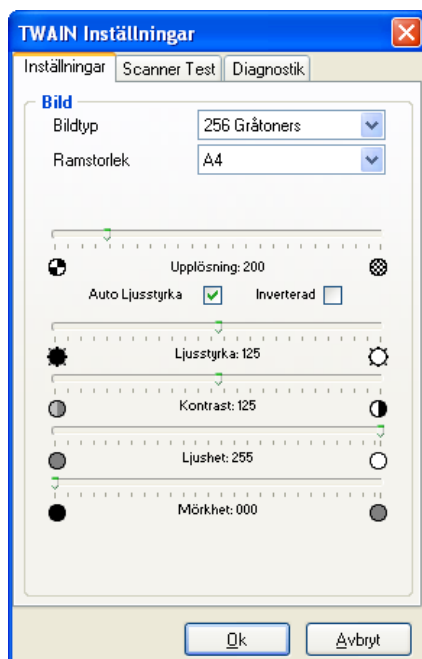 TWAIN Inställningar
Inställningar Scanner Test Diagnostik
Bild
Bildtyp 256 Gråtoners
Ramstorlek A4
Upplösning: 200
Auto Ljusstyrka Inverterad
Ljusstyrka: 125
Kontrast: 125
Ljushet: 255
Mörkhet: 000
Ok Avbryt